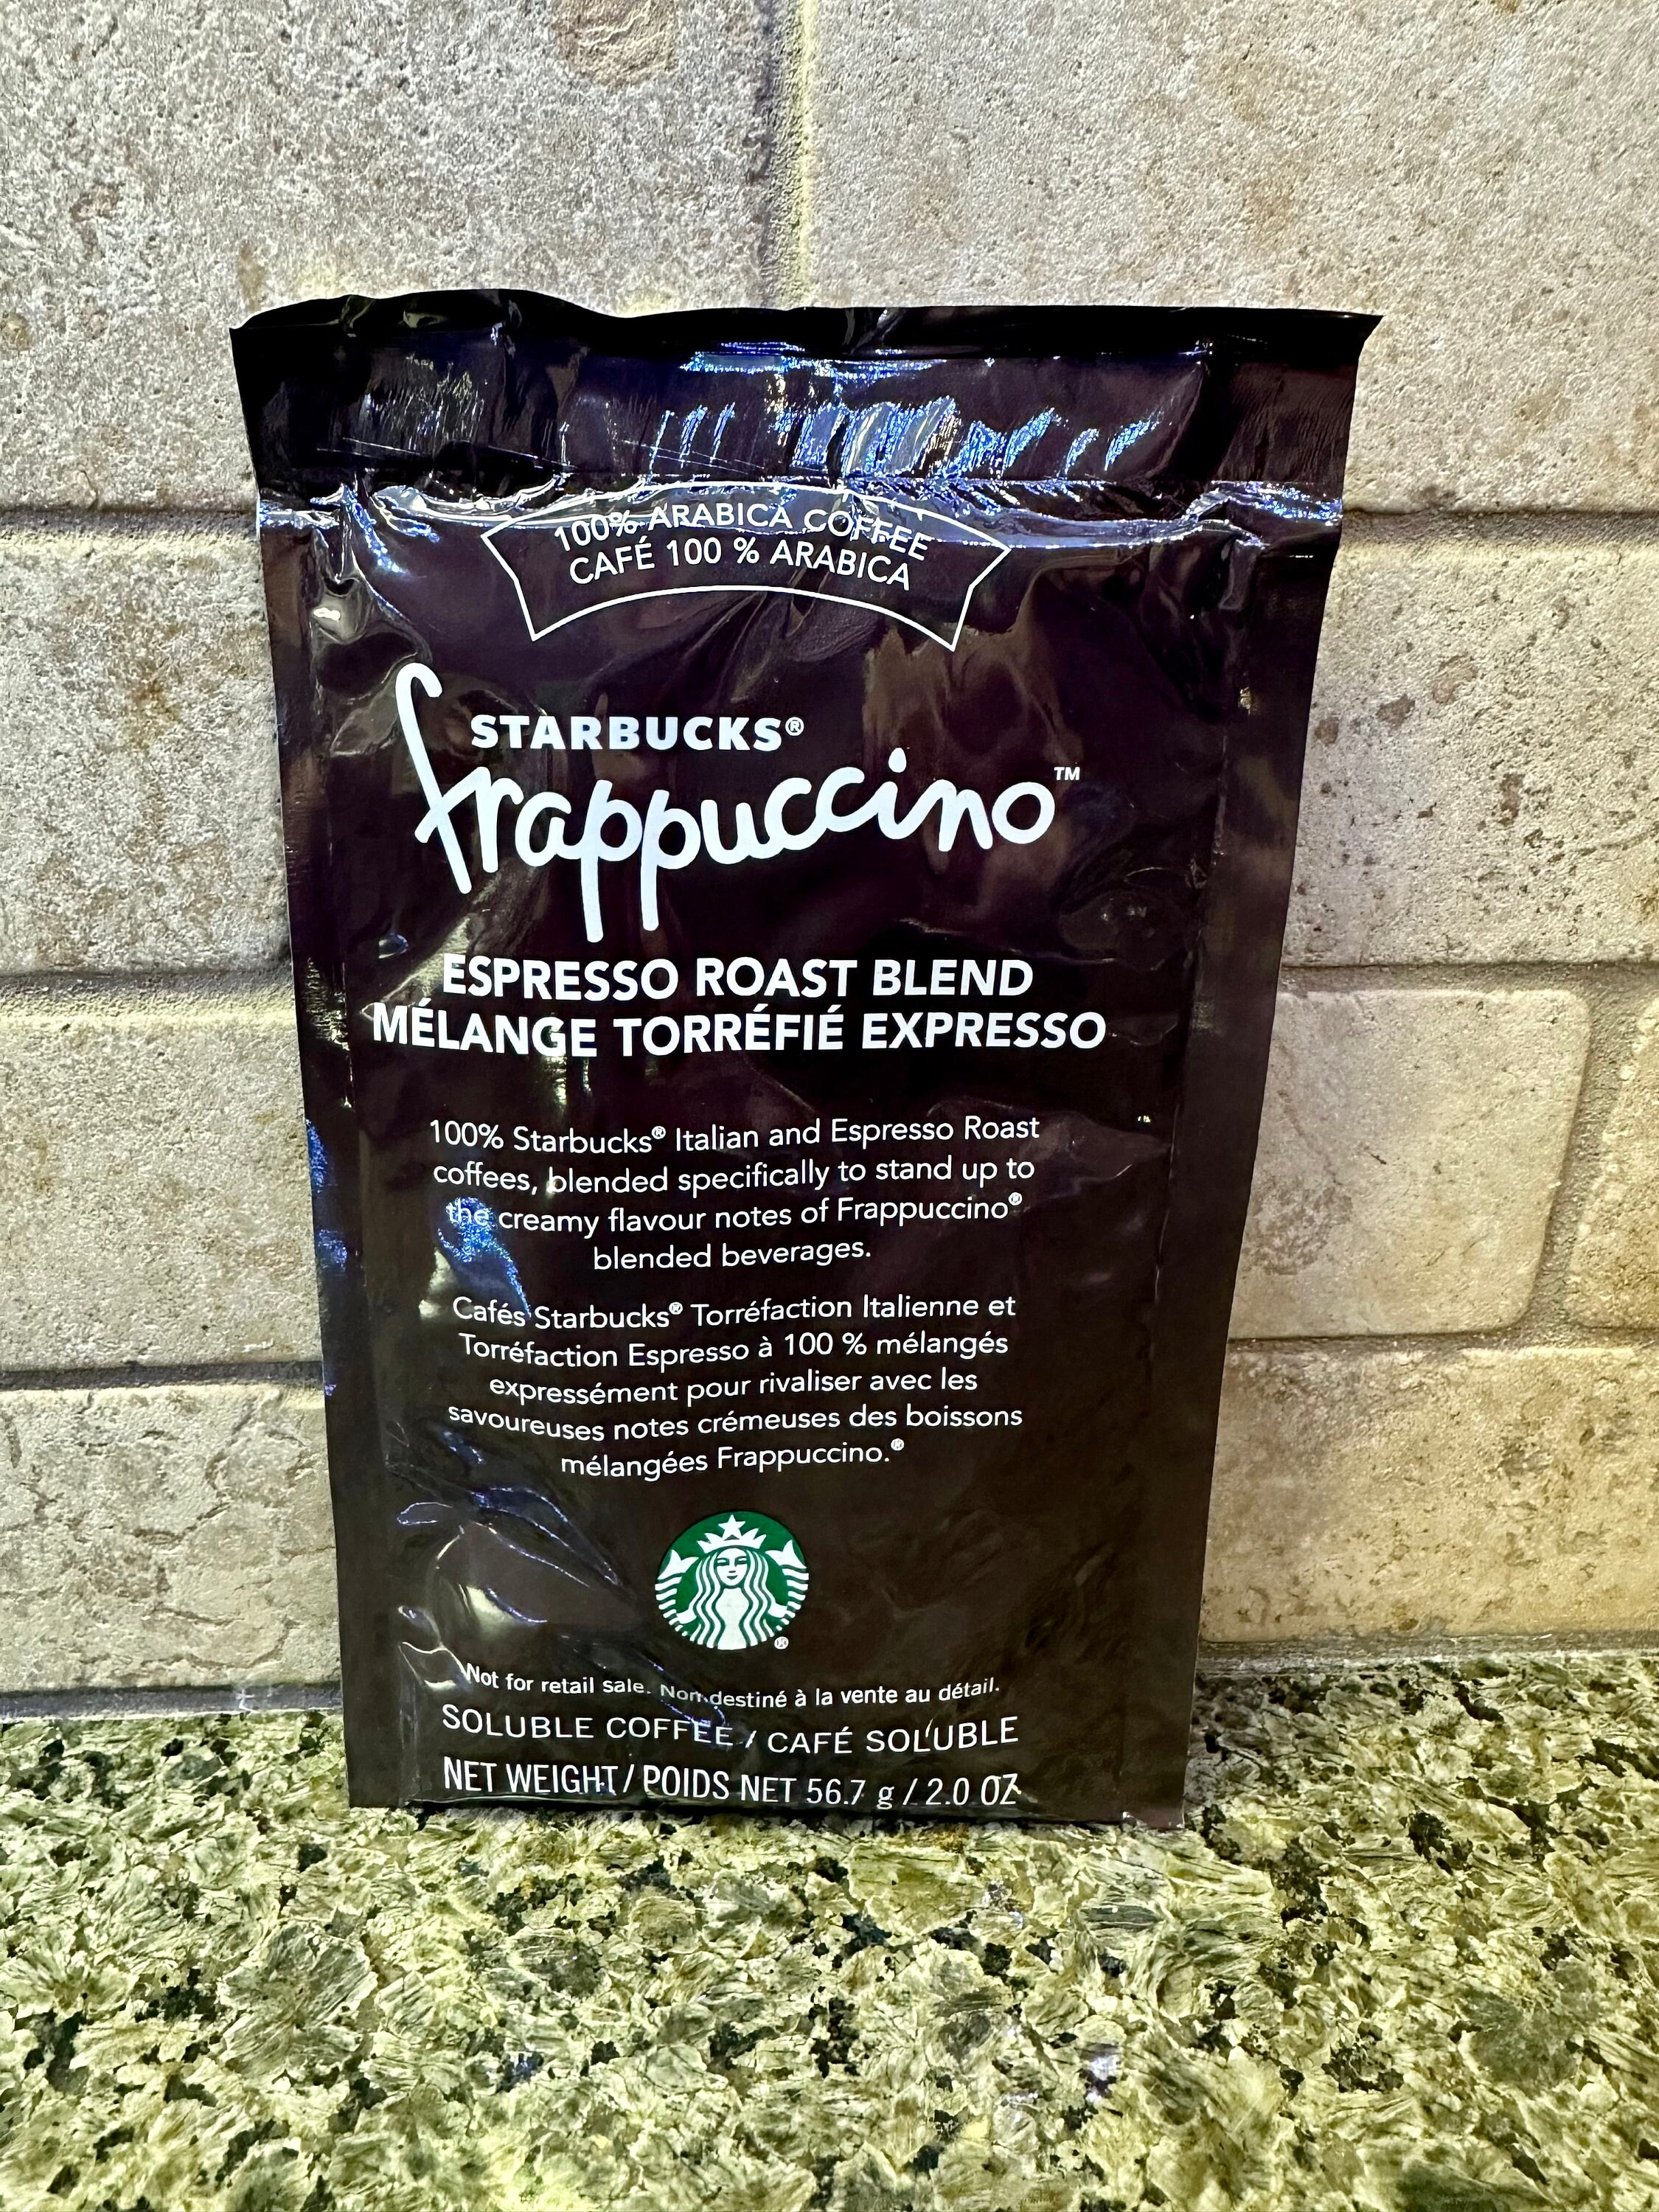 100% ARABICA COFFEE
CAFÉ 100 % ARABICA
STARBUCKS®
frappuccino™
ESPRESSO ROAST BLEND
MÉLANGE TORRÉFIÉ EXPRESSO
100% Starbucks® Italian and Espresso Roast
coffees, blended specifically to stand up to
the creamy flavour notes of Frappuccino®
blended beverages.
Cafés Starbucks® Torréfaction Italienne et
Torréfaction Espresso à 100 % mélangés
expressément pour rivaliser avec les
savoureuses notes crémeuses des boissons
mélangées Frappuccino.®
®
Not for retail sale. Non destiné à la vente au détail.
SOLUBLE COFFEE / CAFÉ SOLUBLE
NET WEIGHT / POIDS NET 56.7 g / 2.0 OZ